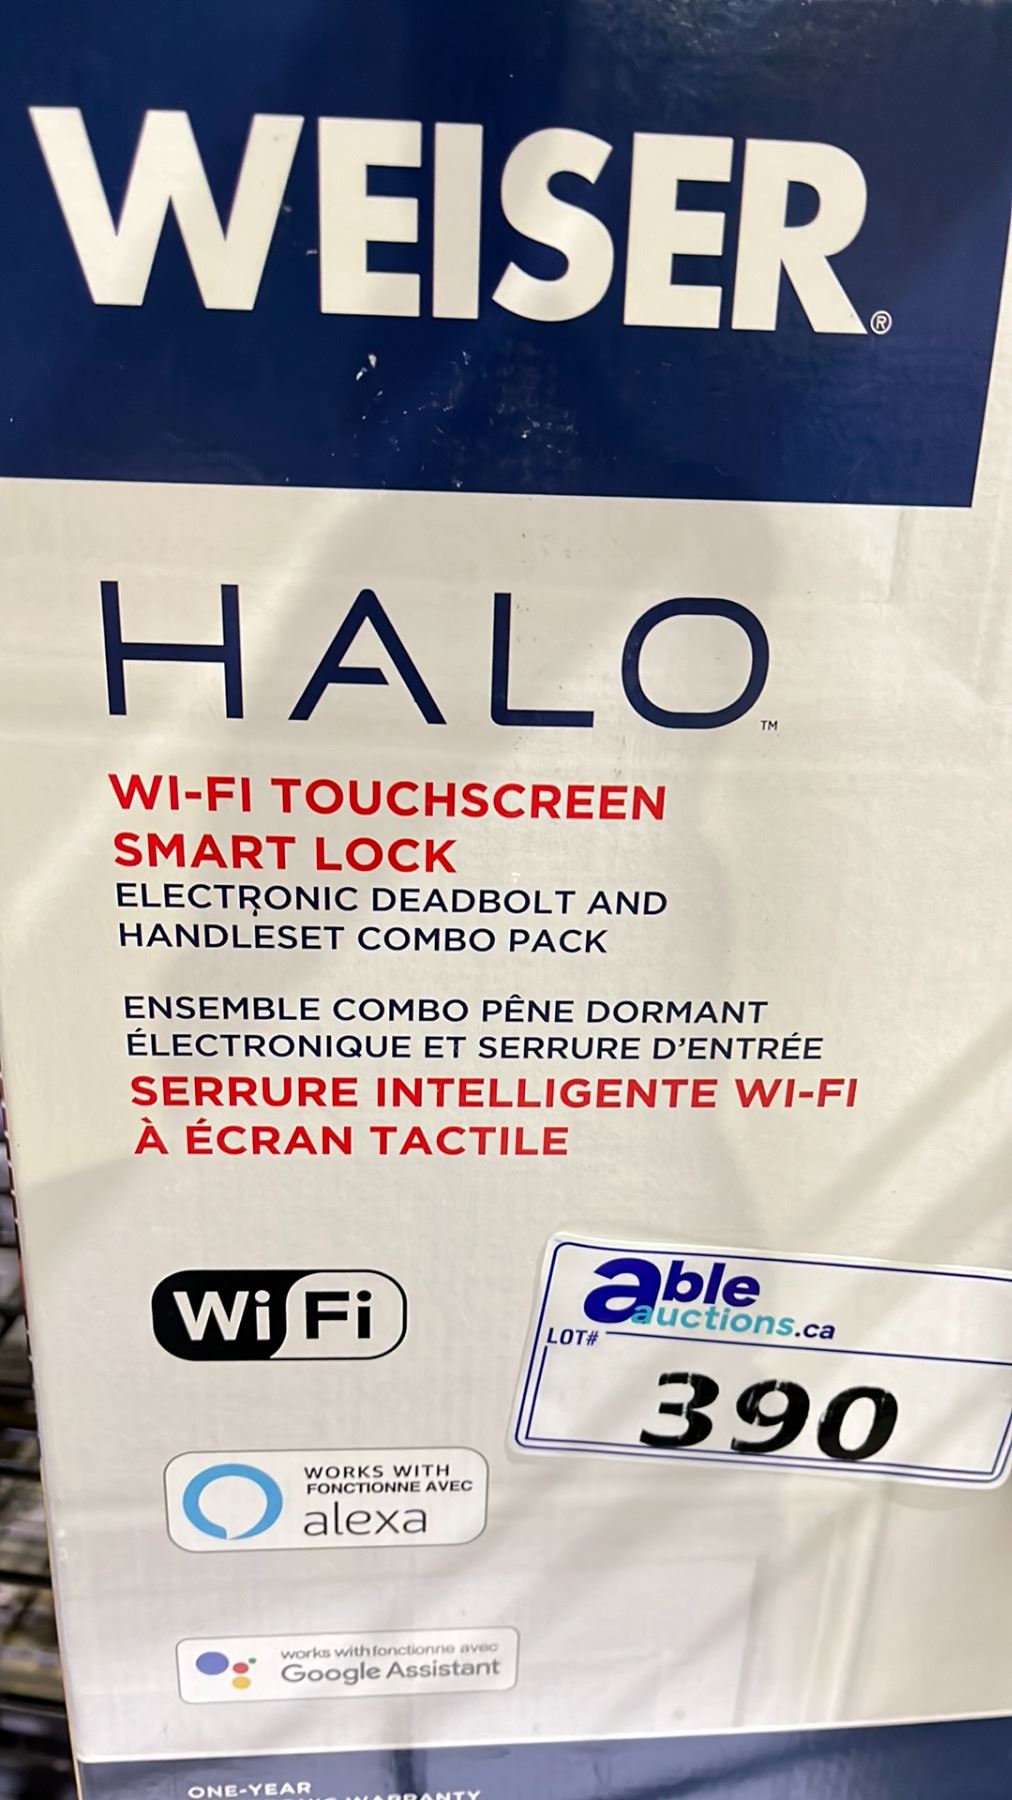 WEISER®
HALO™
WI-FI TOUCHSCREEN
SMART LOCK
ELECTRONIC DEADBOLT AND
HANDLESET COMBO PACK
ENSEMBLE COMBO PÊNE DORMANT
ÉLECTRONIQUE ET SERRURE D'ENTRÉE
SERRURE INTELLIGENTE WI-FI
À ÉCRAN TACTILE
able
auctions.ca
LOT#
390
Wi Fi
WORKS WITH
FONCTIONNE AVEC
alexa
works with fonctionne avec
Google Assistant
ONE-YEAR